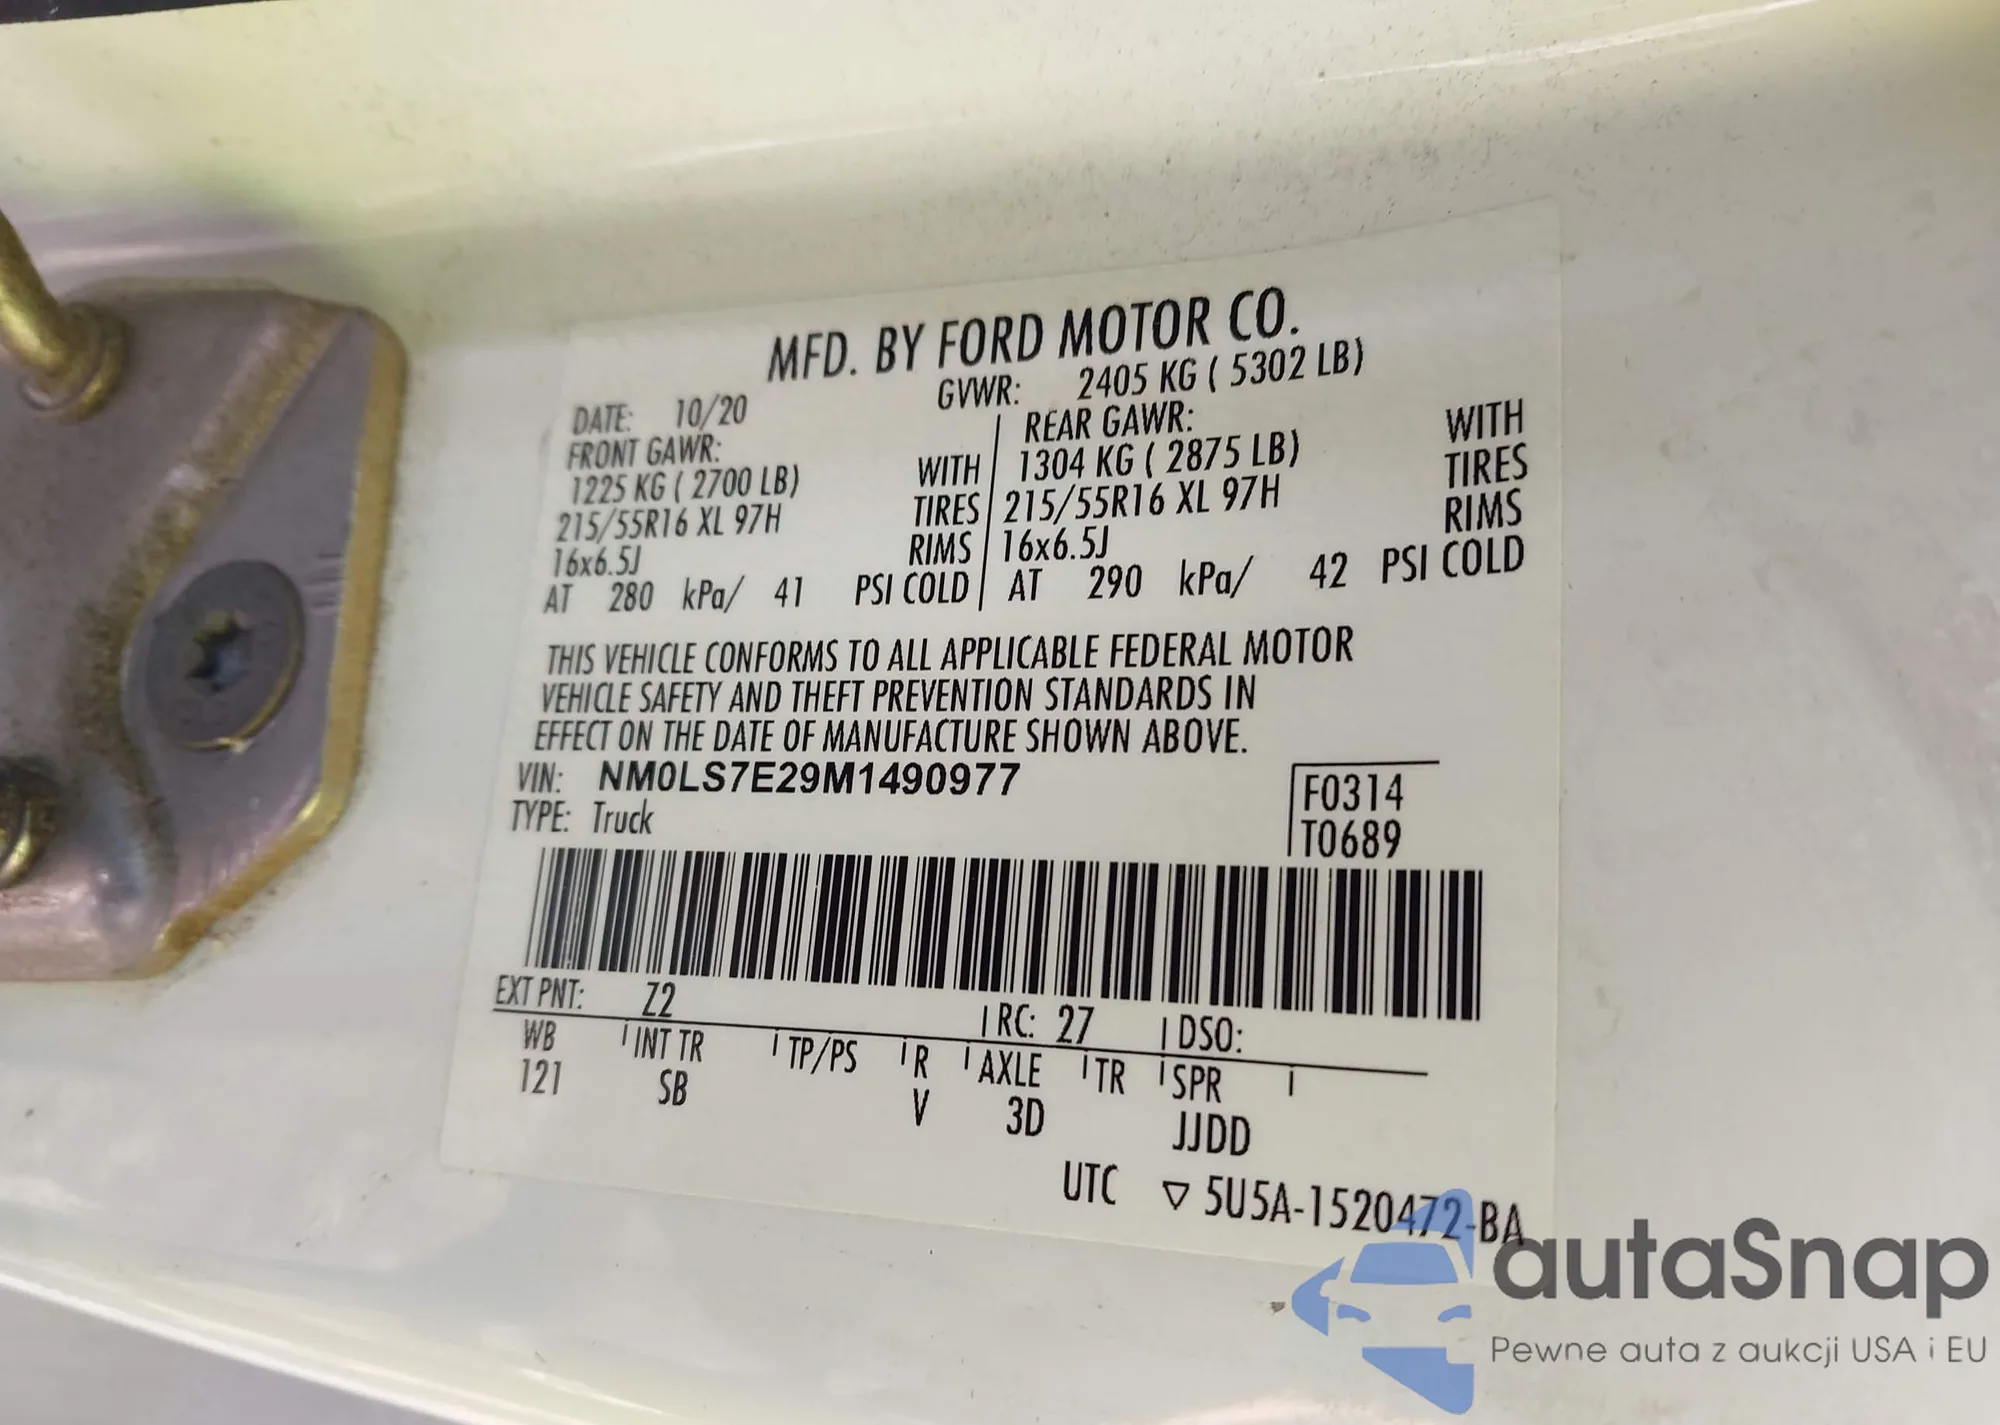 MFD. BY FORD MOTOR CO.
DATE: 10/20 GVWR: 2405 KG ( 5302 LB)
FRONT GAWR: REAR GAWR: WITH
1225 KG ( 2700 LB) WITH 1304 KG ( 2875 LB) TIRES
215/55R16 XL 97H TIRES 215/55R16 XL 97H RIMS
16x6.5J RIMS 16x6.5J
AT 280 kPa/ 41 PSI COLD AT 290 kPa/ 42 PSI COLD
THIS VEHICLE CONFORMS TO ALL APPLICABLE FEDERAL MOTOR
VEHICLE SAFETY AND THEFT PREVENTION STANDARDS IN
EFFECT ON THE DATE OF MANUFACTURE SHOWN ABOVE.
VIN: NM0LS7E29M1490977 F0314
TYPE: Truck T0689
EXT PNT: Z2 RC: 27 DSO:
WB INT TR TP/PS R AXLE TR SPR
121 SB V 3D JJDD
UTC ▽ 5U5A-1520472-BA
autaSnap
Pewne auta z aukcji USA i EU